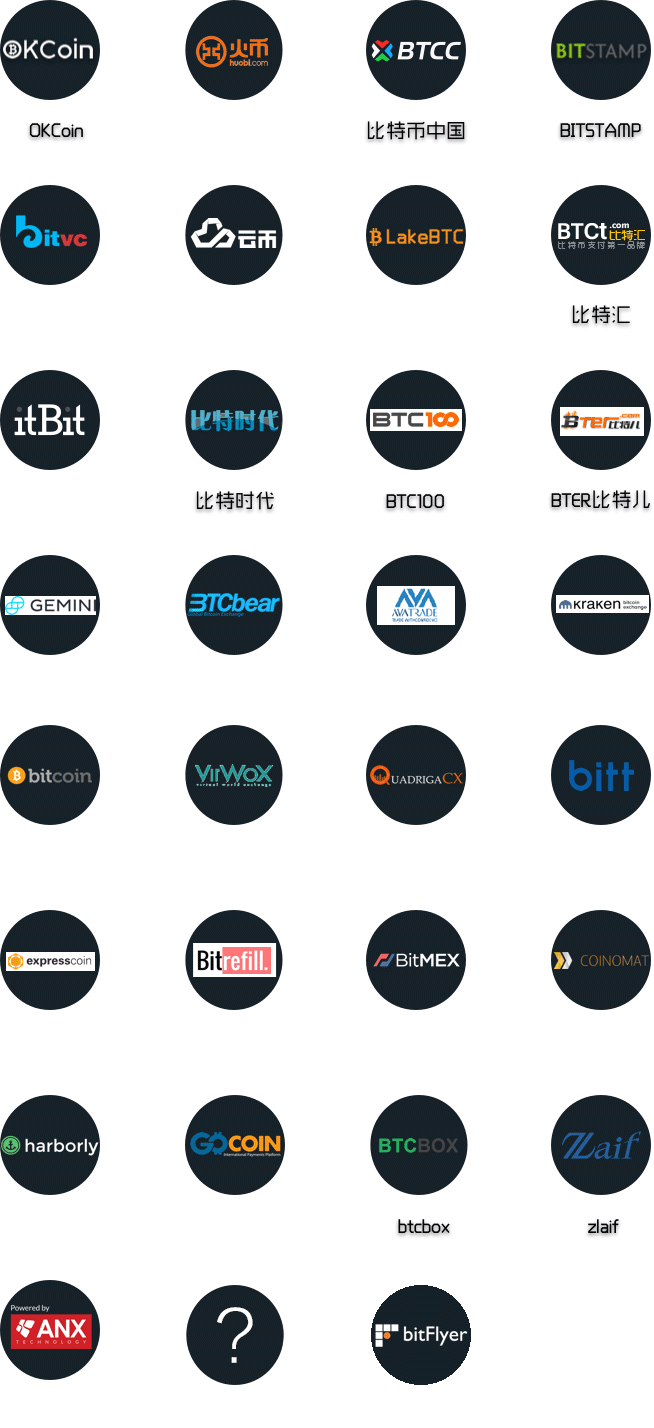 OKCoin
火币
huobi.com
BTCC
BITSTAMP
OKCoin
比特币中国
BITSTAMP
bitvc
云币
LakeBTC
BTCt.com
比特汇
比特币支付第一品牌
比特汇
itBit
比特时代
BTC100
BTer.com
比特儿
比特时代
BTC100
BTER比特儿
GEMINI
BTCbear
Global Bitcoin Exchange
AVA
AVATRADE
kraken
bitcoin
exchange
bitcoin
VirWoX
virtual world exchange
QUADRIGACX
bitt
expresscoin
Bitrefill.
BitMEX
COINOMAT
harborly
GOCOIN
International Payments Platform
BTCBOX
Zaif
btcbox
zlaif
Powered by
ANX
TECHNOLOGY
?
bitFlyer